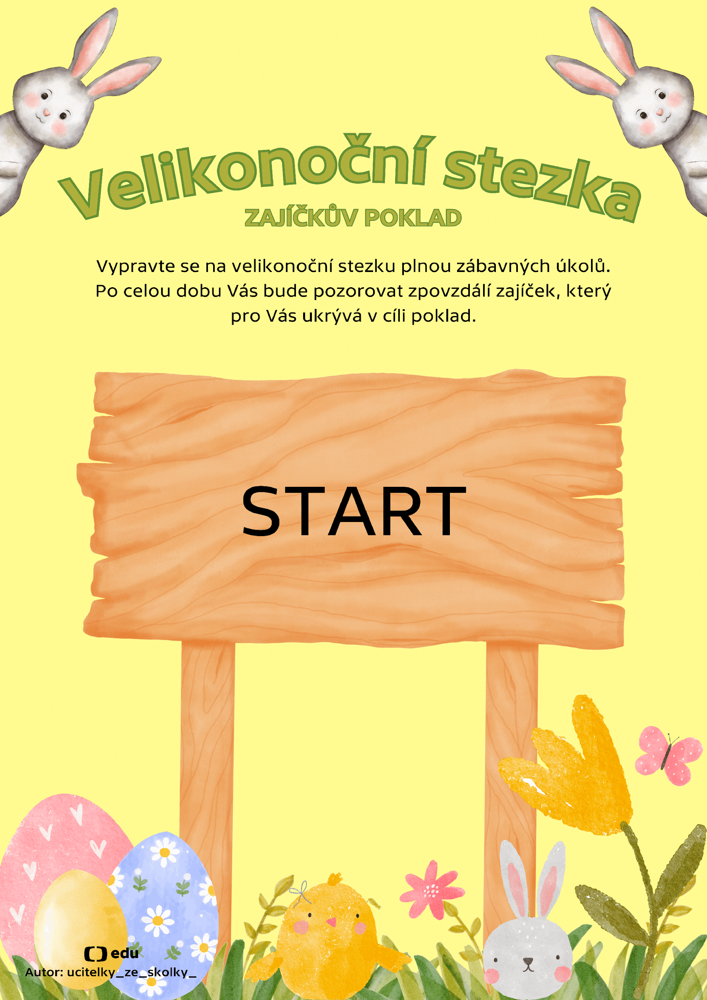 Velikonoční stezka
ZAJÍČKŮV POKLAD
Vypravte se na velikonoční stezku plnou zábavných úkolů.
Po celou dobu Vás bude pozorovat zpovzdálí zajíček, který
pro Vás ukrývá v cíli poklad.
START
edu
Autor: ucitelky_ze_skolky_